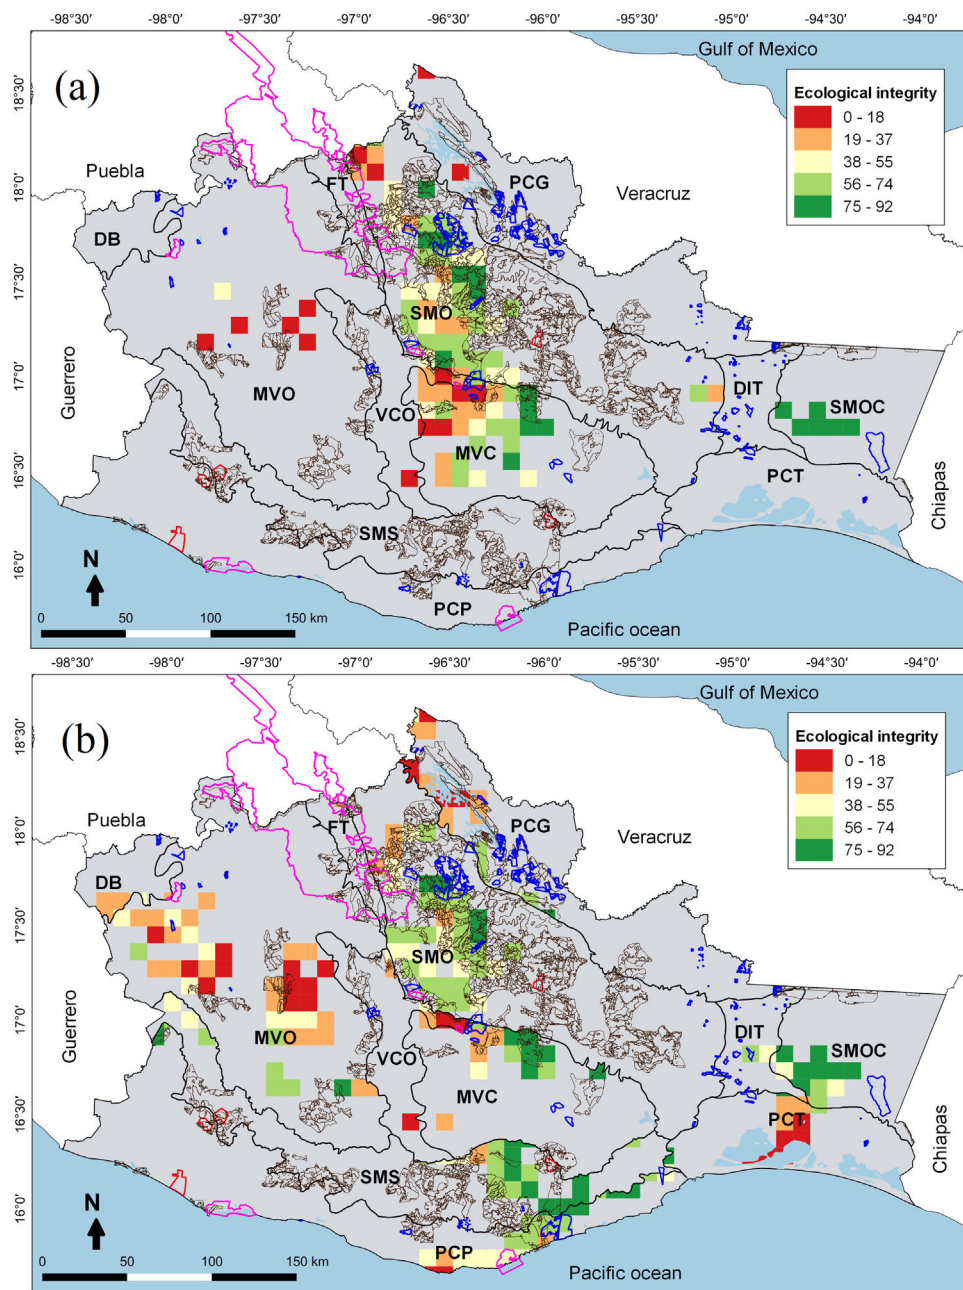 -98°30' -98°0' -97°30' -97°0' -96°30' -96°0' -95°30' -95°0' -94°30' -94°0'
Gulf of Mexico
(a)
18°30'
Ecological integrity
0 - 18
19 - 37
38 - 55
56 - 74
75 - 92
Puebla
FT
PCG
Veracruz
18°0'
DB
17°30'
SMO
17°0'
Guerrero
MVO
VCO
MVC
DIT
SMOC
PCT
16°30'
Chiapas
SMS
16°0'
N
PCP
0 50 100 150 km
Pacific ocean
-98°30' -98°0' -97°30' -97°0' -96°30' -96°0' -95°30' -95°0' -94°30' -94°0'
Gulf of Mexico
(b)
18°30'
Ecological integrity
0 - 18
19 - 37
38 - 55
56 - 74
75 - 92
Puebla
FT
PCG
Veracruz
18°0'
DB
17°30'
SMO
17°0'
Guerrero
MVO
VCO
MVC
DIT
SMOC
PCT
16°30'
Chiapas
SMS
16°0'
N
PCP
0 50 100 150 km
Pacific ocean